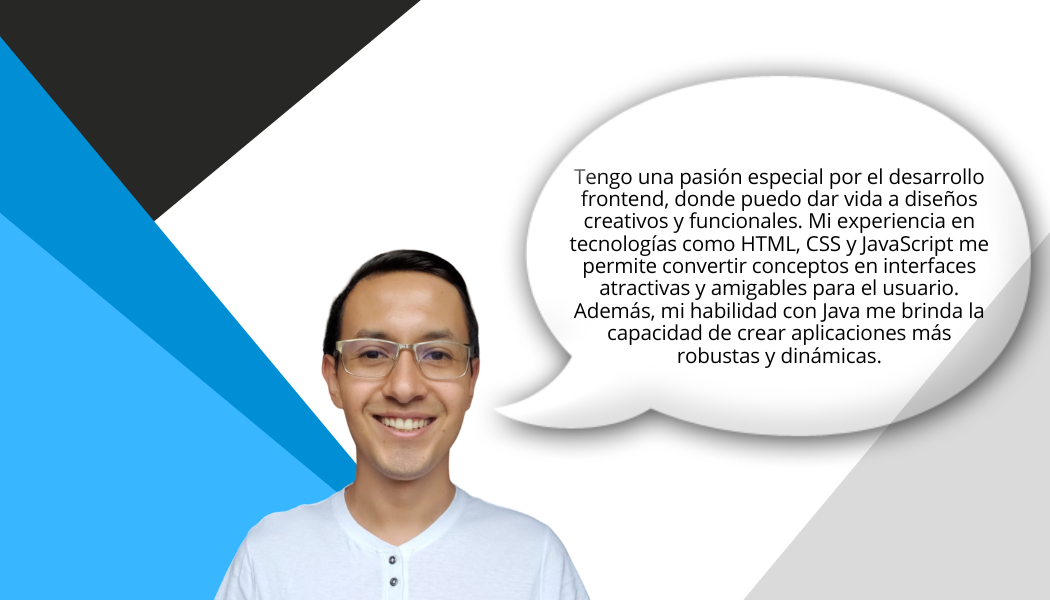 Tengo una pasión especial por el desarrollo
frontend, donde puedo dar vida a diseños
creativos y funcionales. Mi experiencia en
tecnologías como HTML, CSS y JavaScript me
permite convertir conceptos en interfaces
atractivas y amigables para el usuario.
Además, mi habilidad con Java me brinda la
capacidad de crear aplicaciones más
robustas y dinámicas.